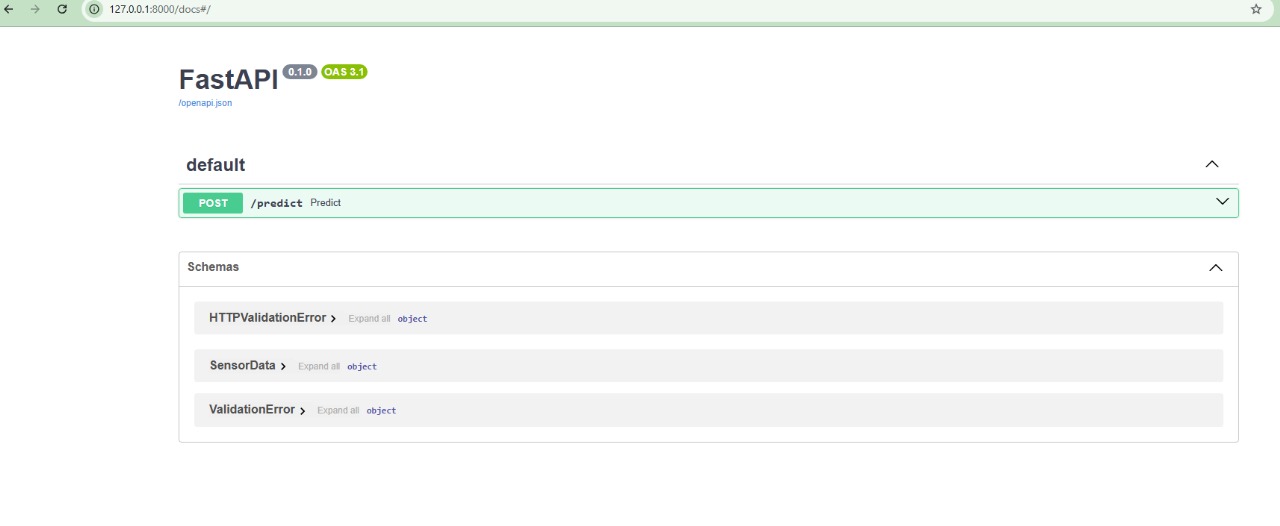 127.0.0.1:8000/docs#/
FastAPI 0.1.0 OAS 3.1
/openapi.json
default
POST /predict Predict
Schemas
HTTPValidationError Expand all object
SensorData Expand all object
ValidationError Expand all object